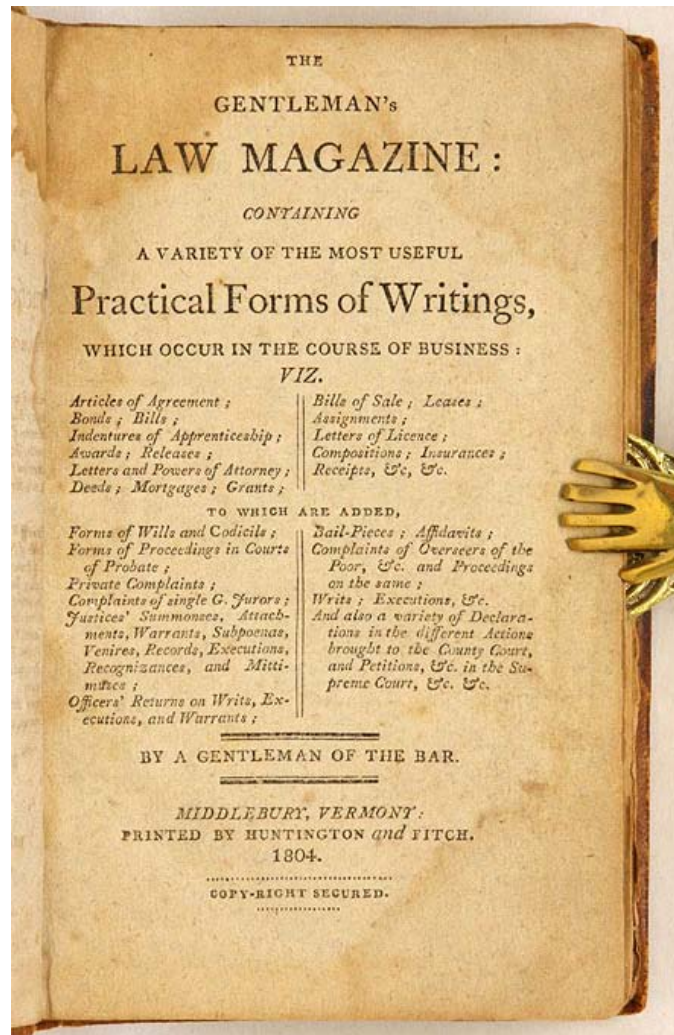 THE
GENTLEMAN's
LAW MAGAZINE:
CONTAINING
A VARIETY OF THE MOST USEFUL
Practical Forms of Writings,
WHICH OCCUR IN THE COURSE OF BUSINESS:
VIZ.
Articles of Agreement;
Bonds; Bills;
Indentures of Apprenticeship;
Awards; Releases;
Letters and Powers of Attorney;
Deeds; Mortgages; Grants;
Bills of Sale; Leases;
Assignments;
Letters of Licence;
Compositions; Insurances;
Receipts, &c, &c.
TO WHICH ARE ADDED,
Forms of Wills and Codicils;
Forms of Proceedings in Courts
of Probate;
Private Complaints;
Complaints of single G. Jurors;
Justices' Summonses, Attach-
ments, Warrants, Subpoenas,
Venires, Records, Executions,
Recognizances, and Mitti-
muses;
Officers' Returns on Writs, Ex-
ecutions, and Warrants;
Bail-Pieces; Affidavits;
Complaints of Overseers of the
Poor, &c. and Proceedings
on the same;
Writs; Executions, &c.
And also a variety of Declara-
tions in the different Actions
brought to the County Court,
and Petitions, &c. in the Su-
preme Court, &c. &c.
BY A GENTLEMAN OF THE BAR.
MIDDLEBURY, VERMONT:
PRINTED BY HUNTINGTON and FITCH.
1804.
COPY-RIGHT SECURED.